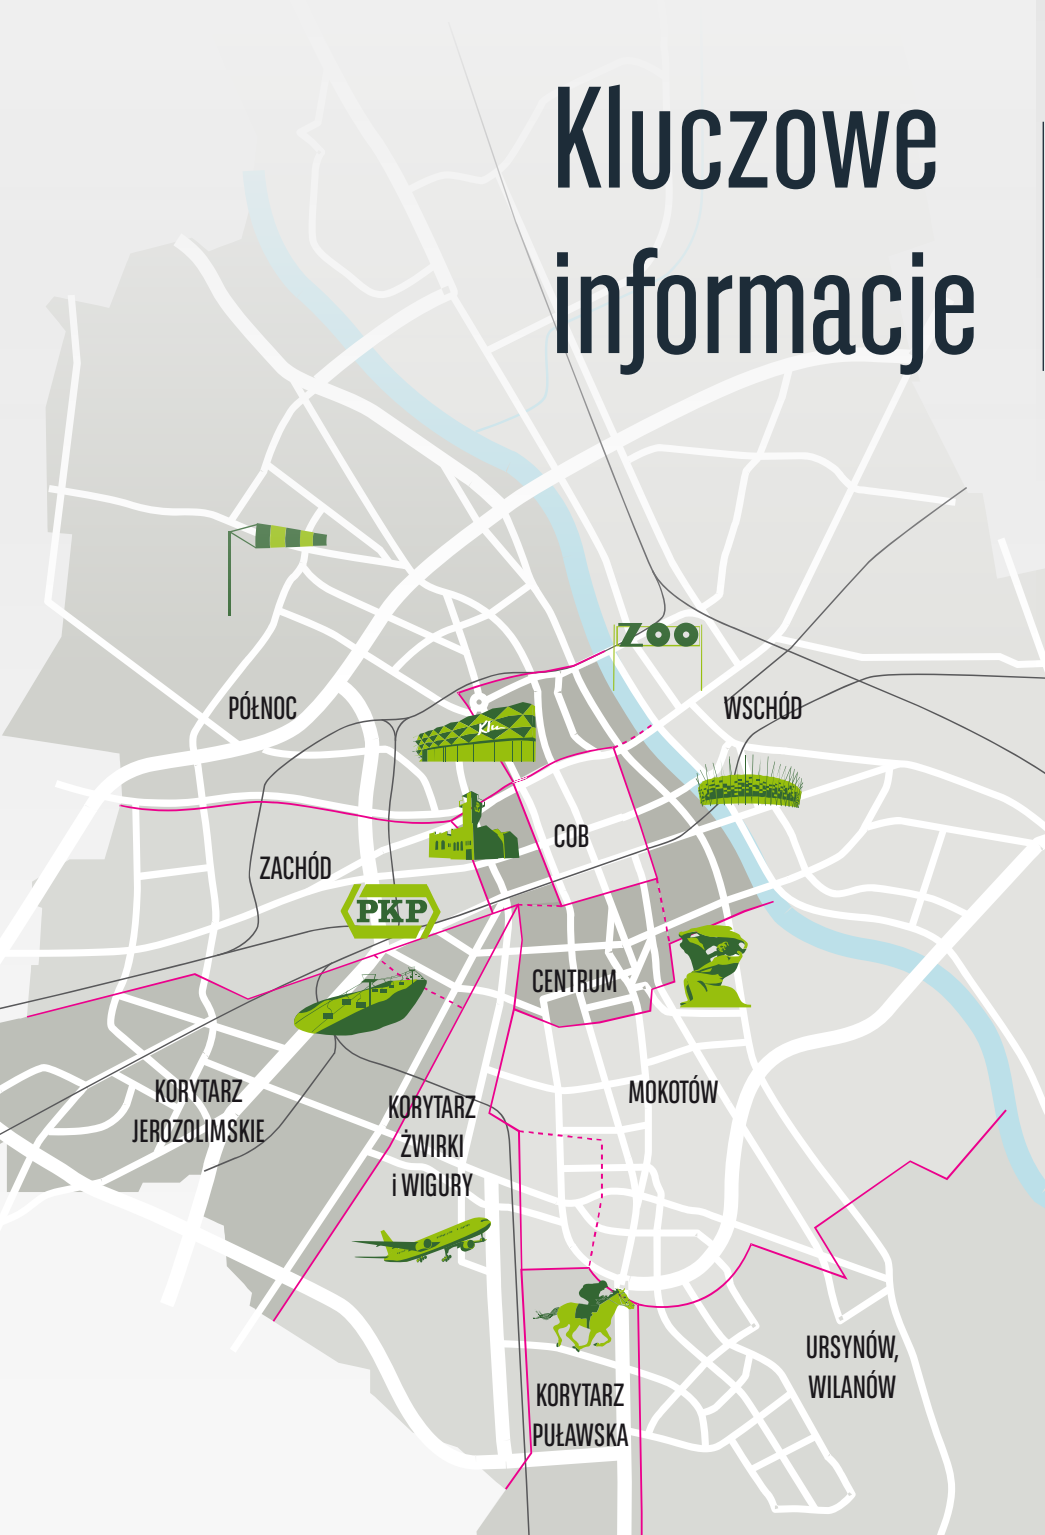 Kluczowe
informacje
ZOO
PÓŁNOC
WSCHÓD
Klu
COB
ZACHÓD
PKP
CENTRUM
KORYTARZ
JEROZOLIMSKIE
KORYTARZ
ŻWIRKI
i WIGURY
MOKOTÓW
URSYNÓW,
WILANÓW
KORYTARZ
PUŁAWSKA